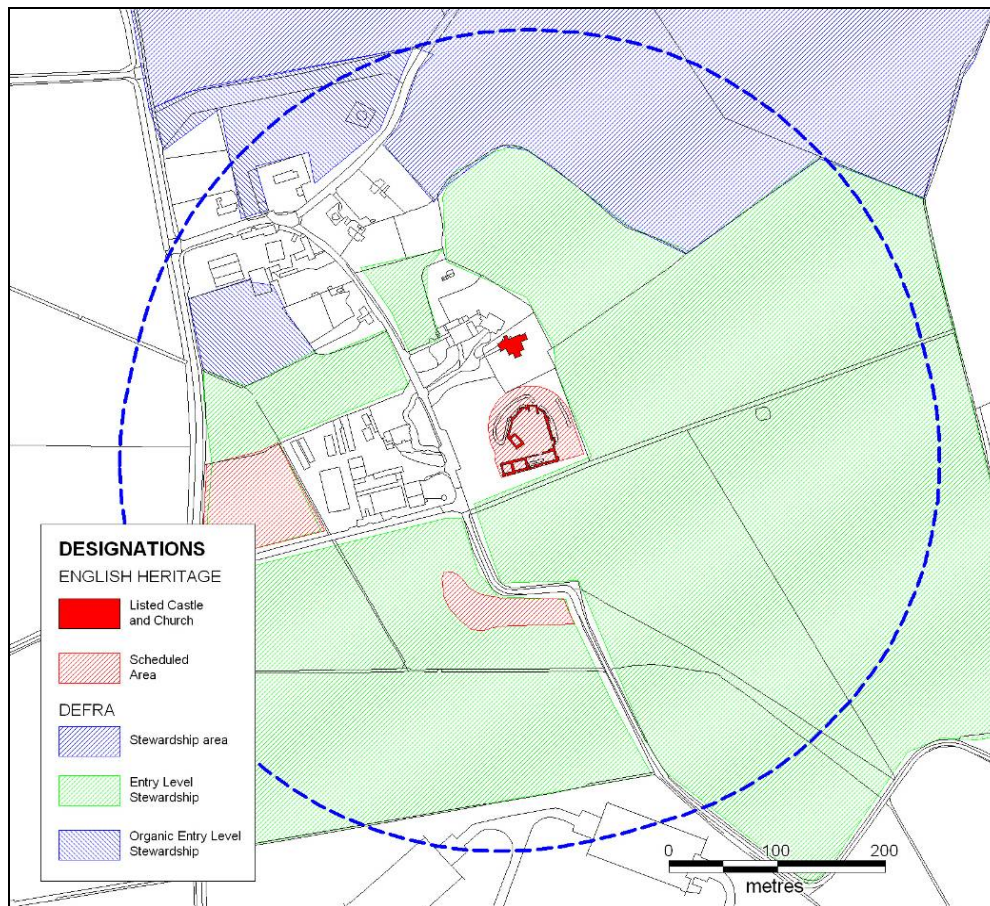 DESIGNATIONS
ENGLISH HERITAGE
Listed Castle
and Church
Scheduled
Area
DEFRA
Stewardship area
Entry Level
Stewardship
Organic Entry Level
Stewardship
0 100 200
metres